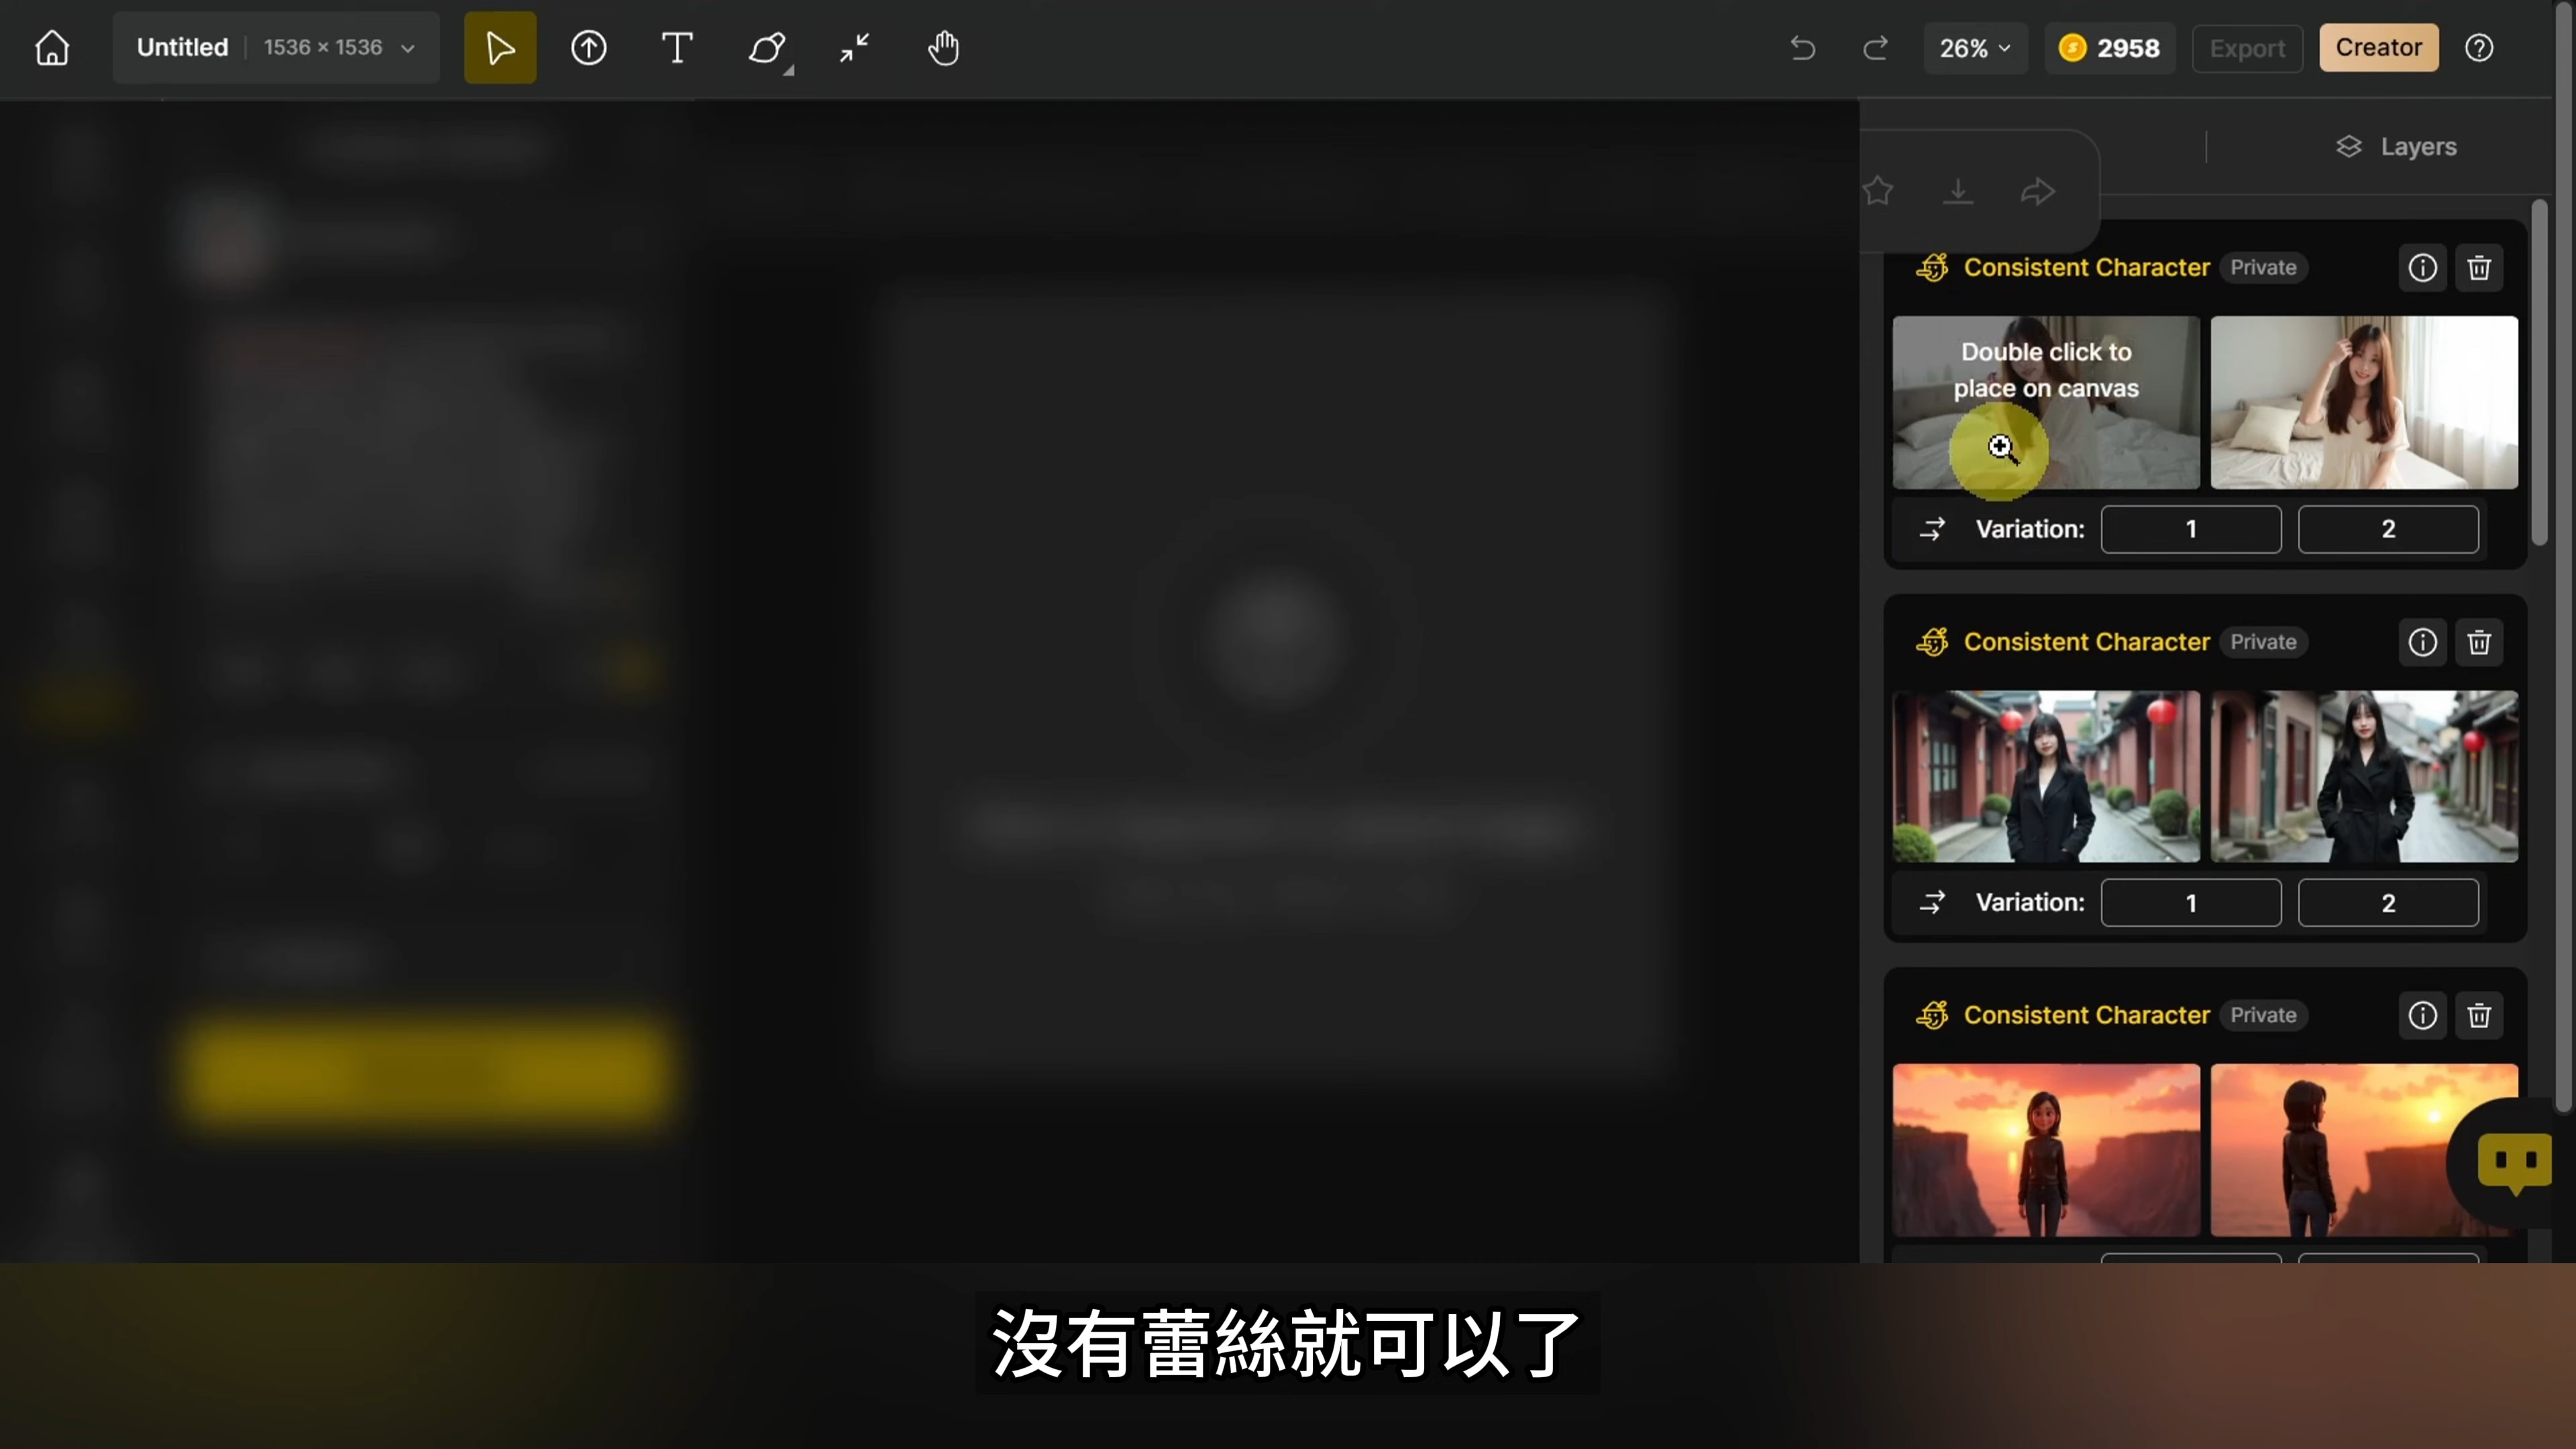 Untitled
1536 × 1536
26%
2958
Export
Creator
Layers
Consistent Character
Private
Double click to
place on canvas
Variation:
1
2
Consistent Character
Private
Variation:
1
2
Consistent Character
Private
沒有蕾絲就可以了